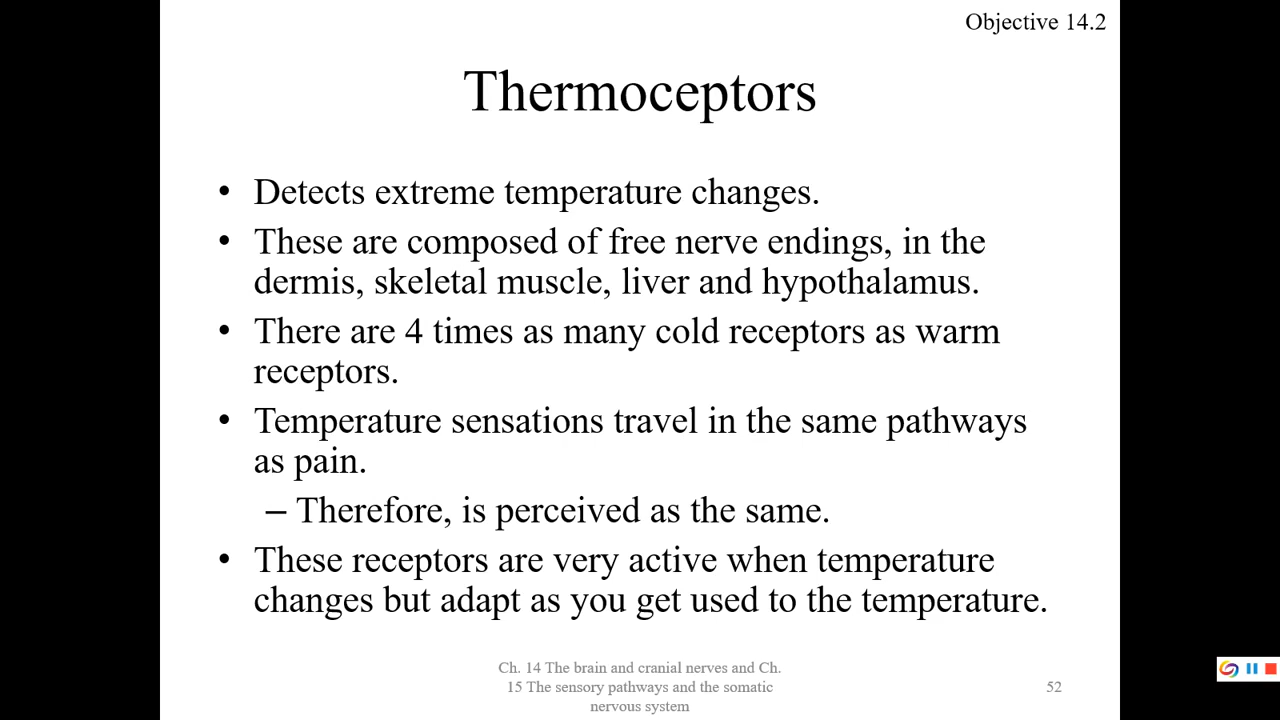 Objective 14.2
Thermoceptors
• Detects extreme temperature changes.
• These are composed of free nerve endings, in the
dermis, skeletal muscle, liver and hypothalamus.
• There are 4 times as many cold receptors as warm
receptors.
• Temperature sensations travel in the same pathways
as pain.
– Therefore, is perceived as the same.
• These receptors are very active when temperature
changes but adapt as you get used to the temperature.
Ch. 14 The brain and cranial nerves and Ch.
15 The sensory pathways and the somatic
nervous system
52